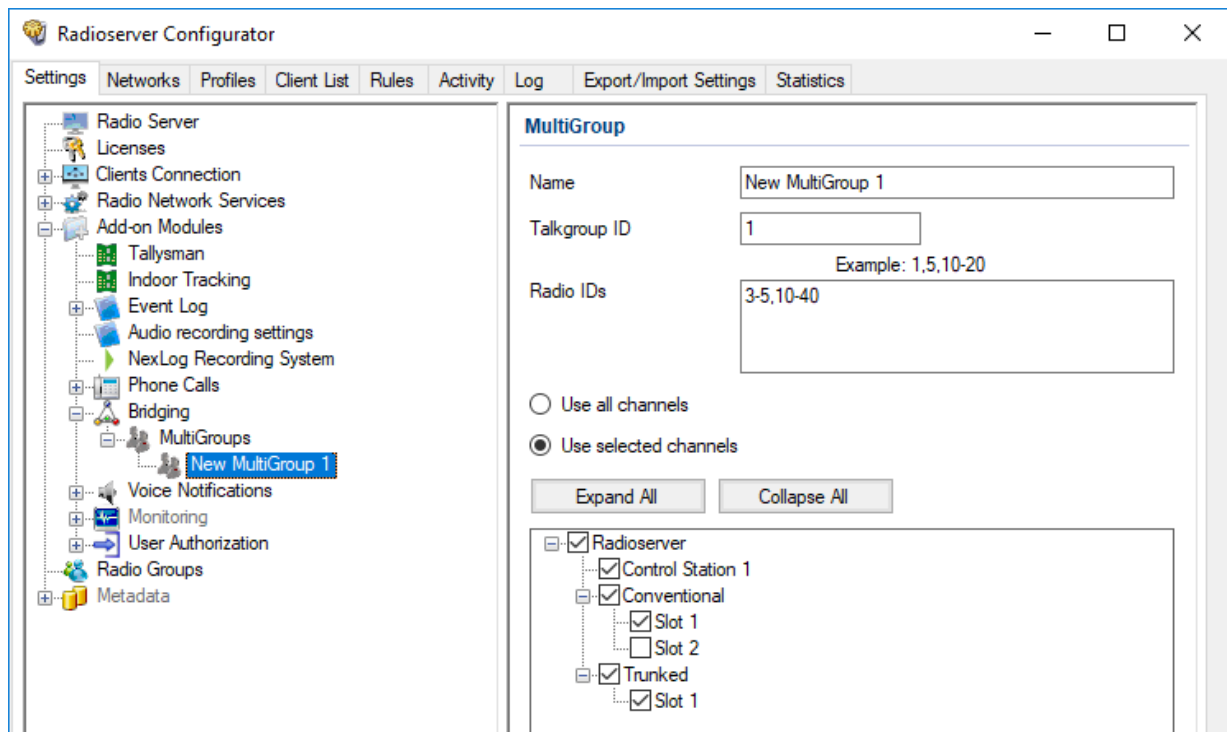 Radioserver Configurator
Settings Networks Profiles Client List Rules Activity Log Export/Import Settings Statistics
Radio Server
Licenses
Clients Connection
Radio Network Services
Add-on Modules
Tallysman
Indoor Tracking
Event Log
Audio recording settings
NexLog Recording System
Phone Calls
Bridging
MultiGroups
New MultiGroup 1
Voice Notifications
Monitoring
User Authorization
Radio Groups
Metadata
MultiGroup
Name New MultiGroup 1
Talkgroup ID 1
Example: 1,5,10-20
Radio IDs 3-5,10-40
Use all channels
Use selected channels
Expand All Collapse All
Radioserver
Control Station 1
Conventional
Slot 1
Slot 2
Trunked
Slot 1